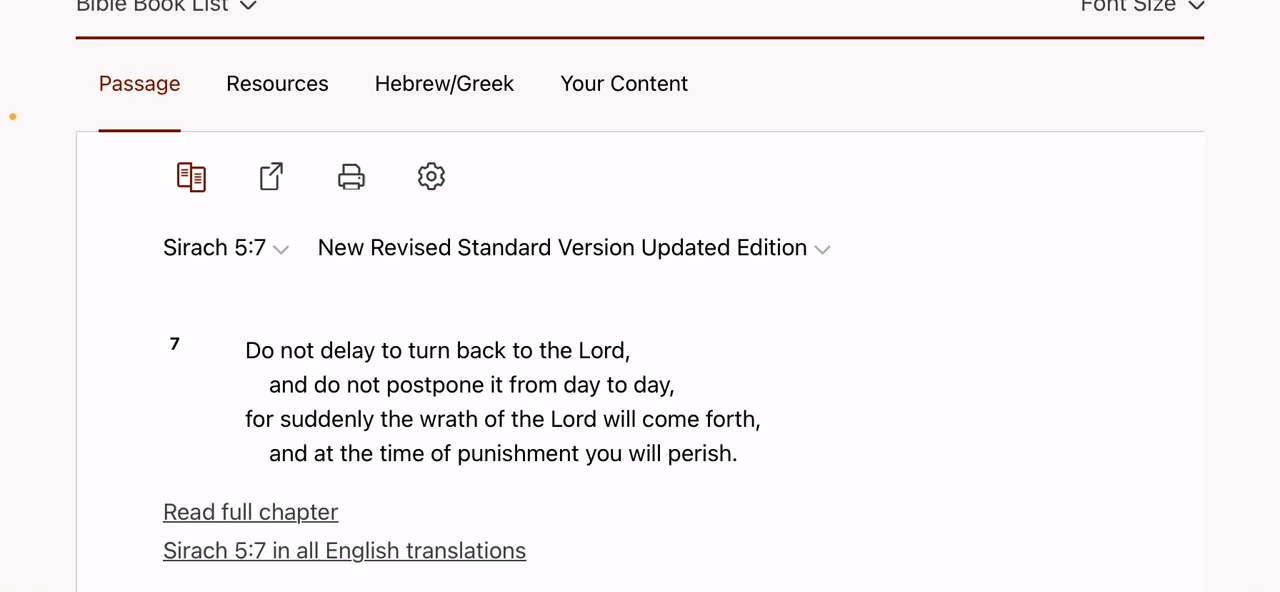 Bible Book List
Font Size
Passage
Resources
Hebrew/Greek
Your Content
Sirach 5:7
New Revised Standard Version Updated Edition
7
Do not delay to turn back to the Lord,
and do not postpone it from day to day,
for suddenly the wrath of the Lord will come forth,
and at the time of punishment you will perish.
Read full chapter
Sirach 5:7 in all English translations